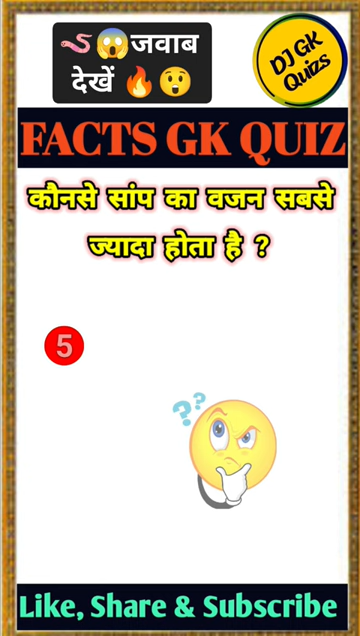 🪱😱जवाब
देखें 🔥😲
DJ GK
Quizs
FACTS GK QUIZ
कौनसे सांप का वजन सबसे
ज्यादा होता है ?
5
??
Like, Share & Subscribe